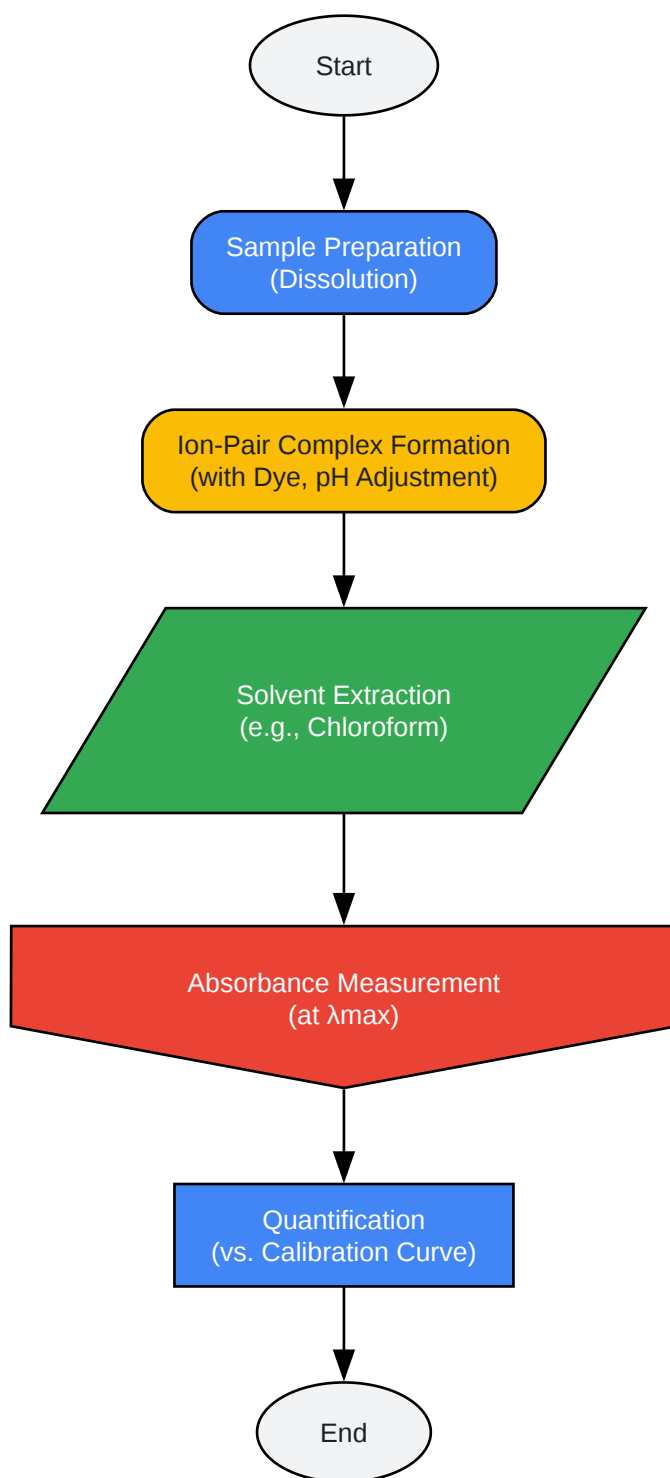 Start
Sample Preparation
(Dissolution)
Ion-Pair Complex Formation
(with Dye, pH Adjustment)
Solvent Extraction
(e.g., Chloroform)
Absorbance Measurement
(at λmax)
Quantification
(vs. Calibration Curve)
End